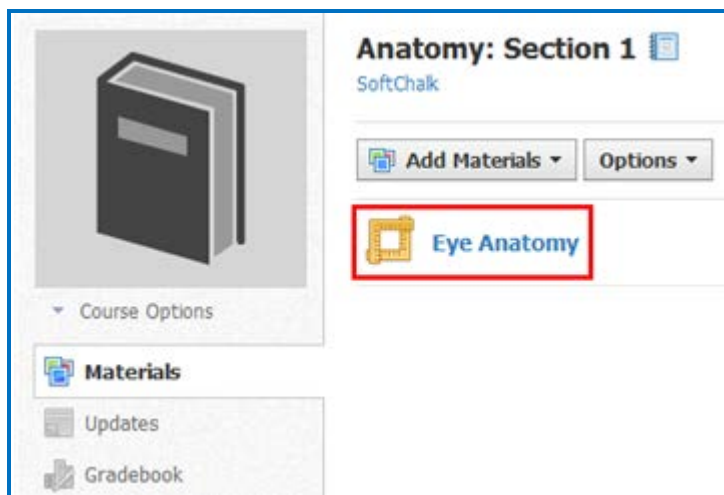 Anatomy: Section 1
SoftChalk
Add Materials
Options
Eye Anatomy
Course Options
Materials
Updates
Gradebook